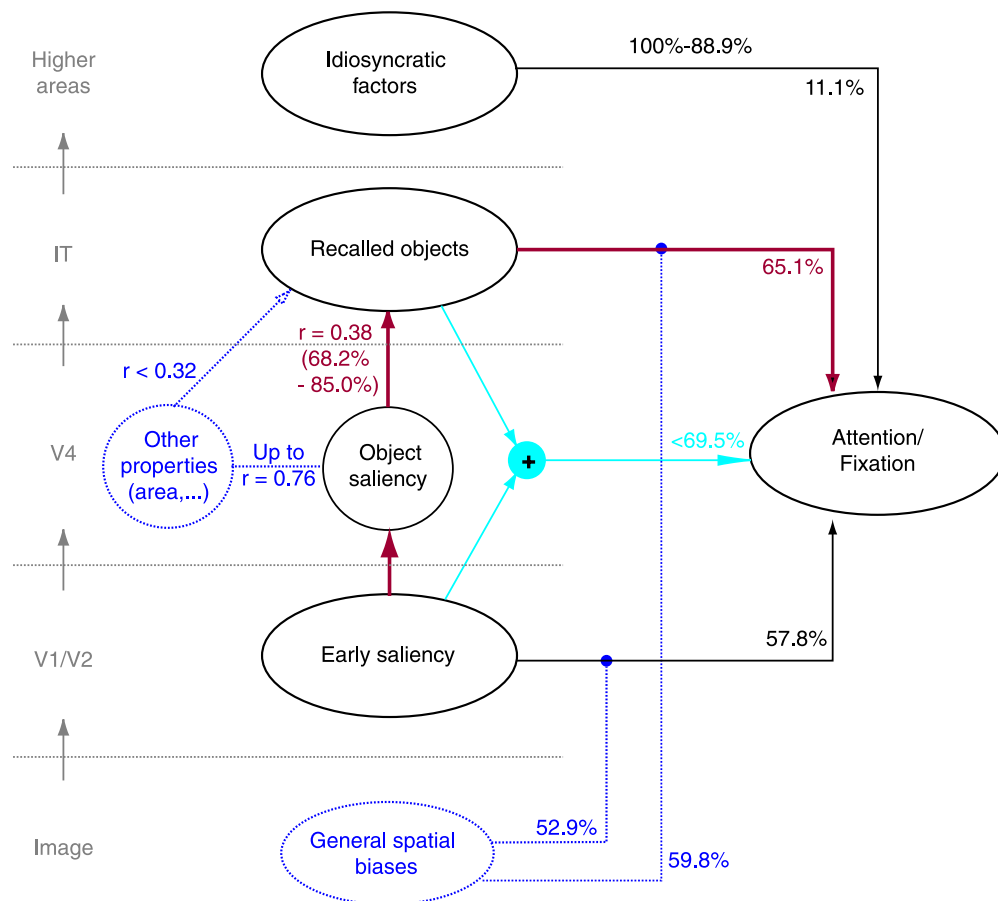 Higher
areas
Idiosyncratic
factors
100%-88.9%
11.1%
IT
Recalled objects
65.1%
r = 0.38
(68.2%
- 85.0%)
r < 0.32
V4
Other
properties
(area,...)
Up to
r = 0.76
Object
saliency
+
<69.5%
Attention/
Fixation
V1/V2
Early saliency
57.8%
Image
General spatial
biases
52.9%
59.8%